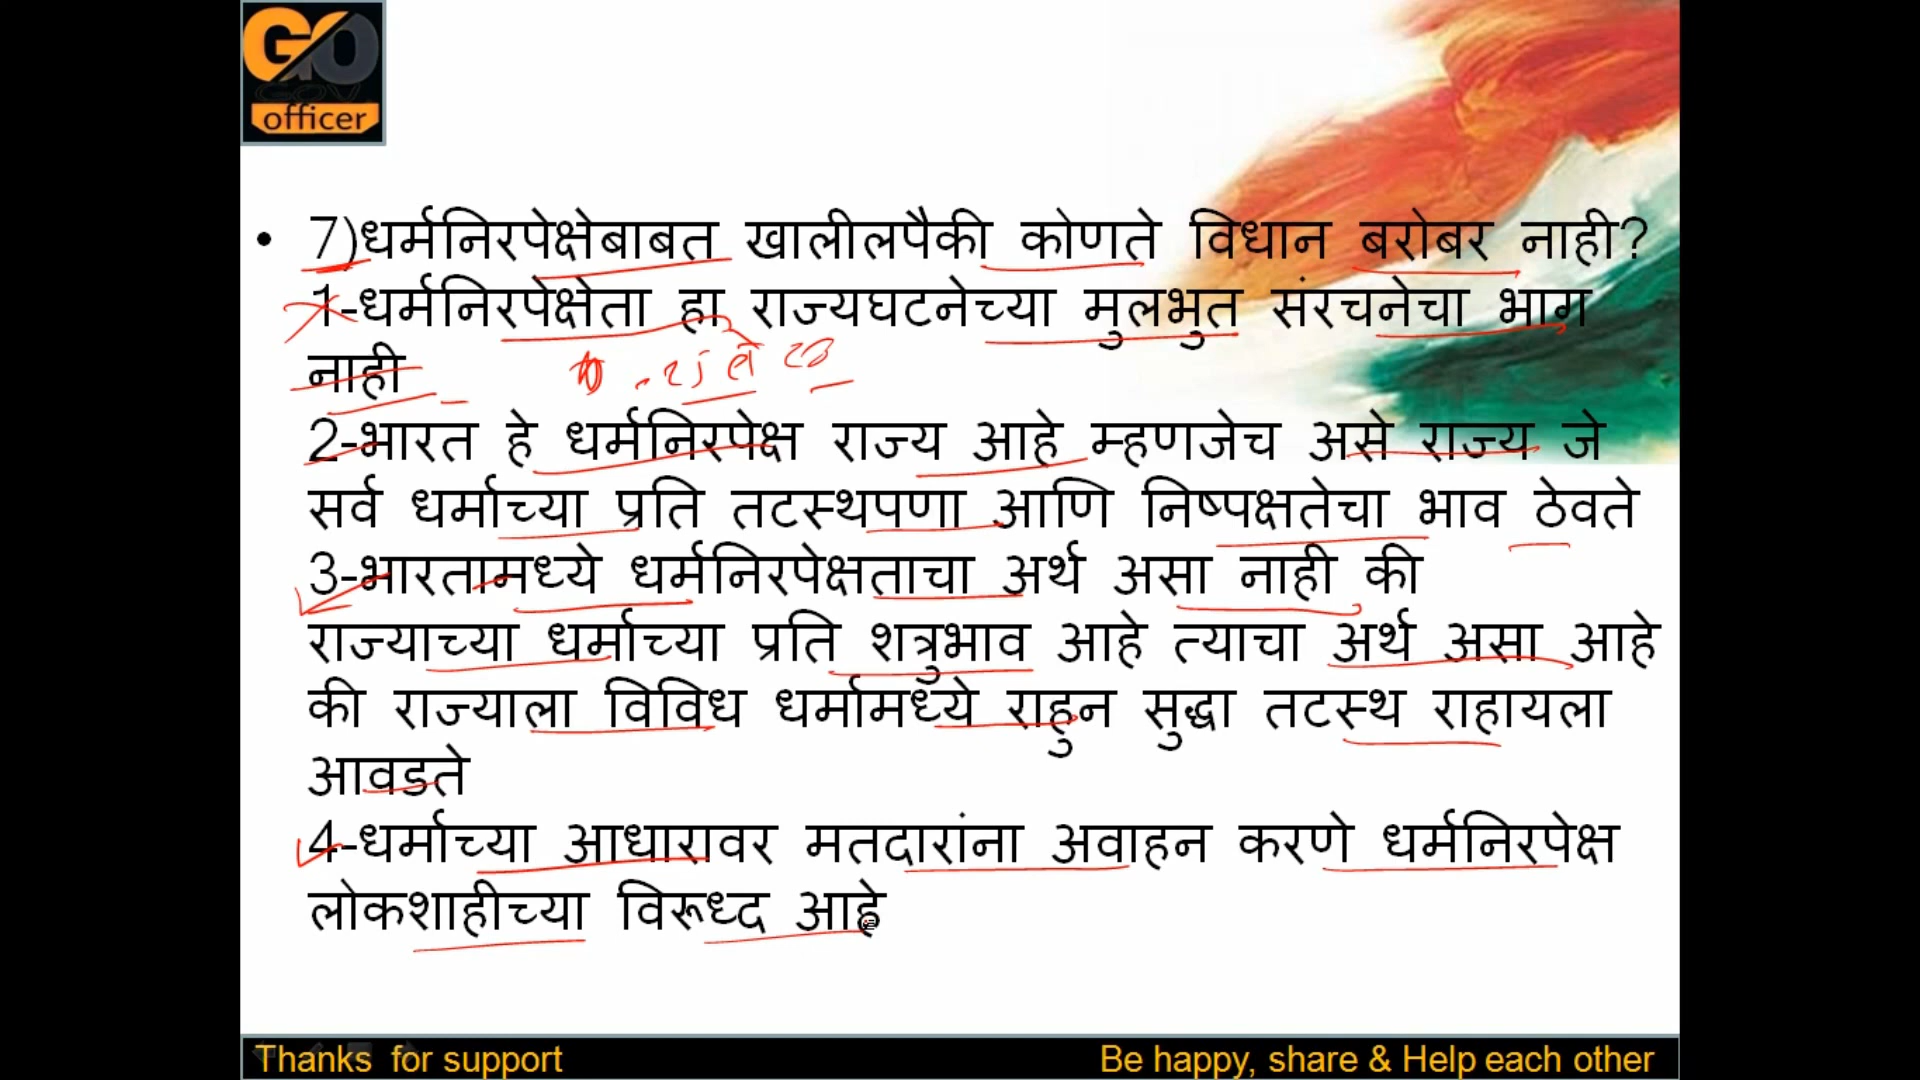 GO
GOV
officer
• 7)धर्मनिरपेक्षेबाबत खालीलपैकी कोणते विधान बरोबर नाही?
1-धर्मनिरपेक्षेता हा राज्यघटनेच्या मुलभुत संरचनेचा भाग
नाही
25 ते 28
2-भारत हे धर्मनिरपेक्ष राज्य आहे म्हणजेच असे राज्य जे
सर्व धर्माच्या प्रति तटस्थपणा आणि निष्पक्षतेचा भाव ठेवते
3-भारतामध्ये धर्मनिरपेक्षताचा अर्थ असा नाही की
राज्याच्या धर्माच्या प्रति शत्रुभाव आहे त्याचा अर्थ असा आहे
की राज्याला विविध धर्मामध्ये राहुन सुद्धा तटस्थ राहायला
आवडते
4-धर्माच्या आधारावर मतदारांना अवाहन करणे धर्मनिरपेक्ष
लोकशाहीच्या विरूध्द आहे
Thanks for support
Be happy, share & Help each other